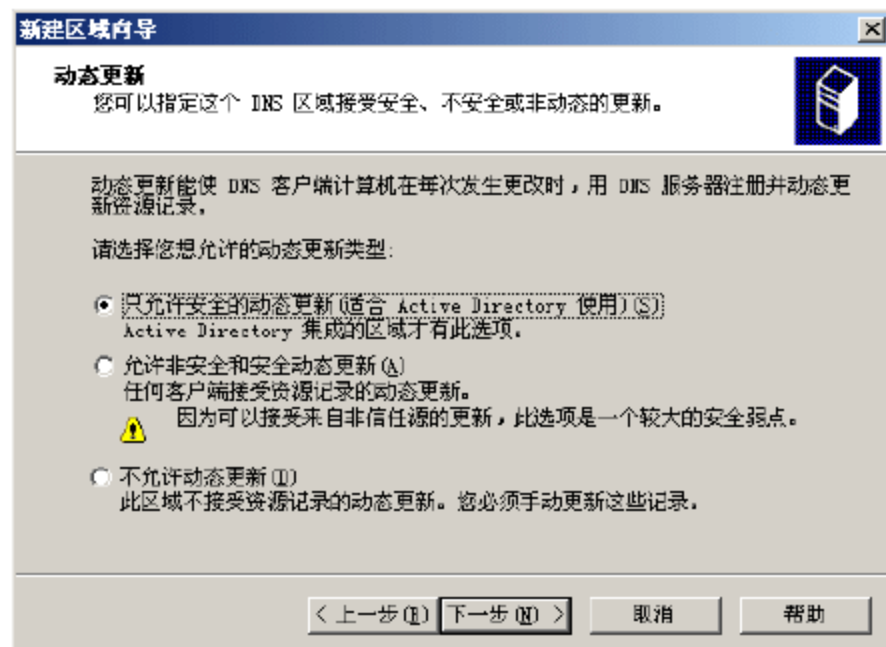 新建区域向导
动态更新
您可以指定这个 DNS 区域接受安全、不安全或非动态的更新。
动态更新能使 DNS 客户端计算机在每次发生更改时，用 DNS 服务器注册并动态更
新资源记录。
请选择您想允许的动态更新类型:
只允许安全的动态更新(适合 Active Directory 使用)(S)
Active Directory 集成的区域才有此选项。
允许非安全和安全动态更新(A)
任何客户端接受资源记录的动态更新。
因为可以接受来自非信任源的更新，此选项是一个较大的安全弱点。
不允许动态更新(D)
此区域不接受资源记录的动态更新。您必须手动更新这些记录。
< 上一步(B) 下一步(N) > 取消 帮助